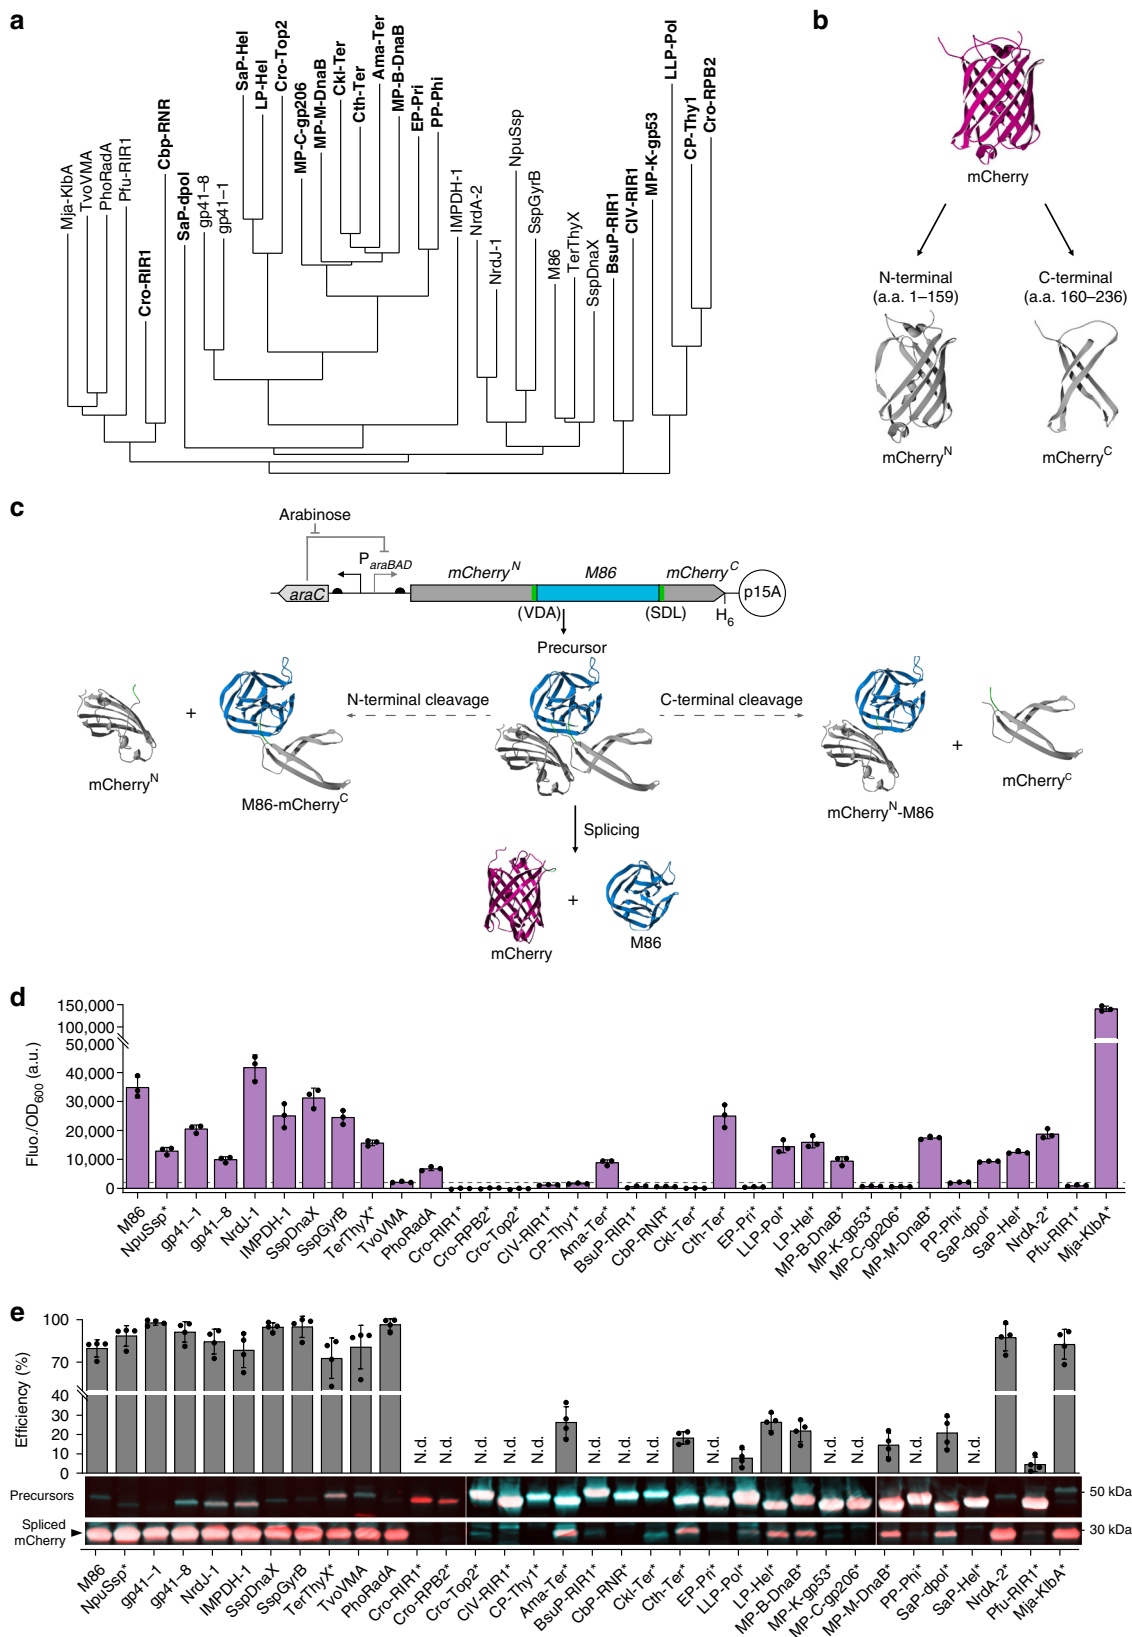 a
Mja-KlbA
TvoVMA
PhoRadA
Pfu-RIR1
Cro-RIR1
Cbp-RNR
SaP-dpol
gp41–8
gp41–1
SaP-Hel
LP-Hel
Cro-Top2
MP-C-gp206
MP-M-DnaB
Ckl-Ter
Cth-Ter
Ama-Ter
MP-B-DnaB
EP-Pri
PP-Phi
IMPDH-1
NrdA-2
NrdJ-1
NpuSsp
SspGyrB
M86
TerThyX
SspDnaX
BsuP-RIR1
CIV-RIR1
MP-K-gp53
LLP-Pol
CP-Thy1
Cro-RPB2
b
mCherry
N-terminal
(a.a. 1–159)
C-terminal
(a.a. 160–236)
mCherryN
mCherryC
c
Arabinose
ParaBAD
araC
mCherryN
M86
mCherryC
(VDA)
(SDL)
H6
p15A
Precursor
N-terminal cleavage
C-terminal cleavage
+
+
mCherryN
M86-mCherryC
mCherryN-M86
mCherryC
Splicing
+
mCherry
M86
d
Fluo./OD600 (a.u.)
150,000
100,000
50,000
40,000
30,000
20,000
10,000
0
M86
NpuSsp*
gp41–1
gp41–8
NrdJ-1
IMPDH-1
SspDnaX
SspGyrB
TerThyX*
TvoVMA
PhoRadA
Cro-RIR1*
Cro-RPB2*
Cro-Top2*
CIV-RIR1*
CP-Thy1*
Ama-Ter*
BsuP-RIR1*
CbP-RNR*
Ckl-Ter*
Cth-Ter*
EP-Pri*
LLP-Pol*
LP-Hel*
MP-B-DnaB*
MP-K-gp53*
MP-C-gp206*
MP-M-DnaB*
PP-Phi*
SaP-dpol*
SaP-Hel*
NrdA-2*
Pfu-RIR1*
Mja-KlbA*
e
Efficiency (%)
100
70
40
30
20
10
0
N.d.
N.d.
N.d.
N.d.
N.d.
N.d.
N.d.
N.d.
N.d.
N.d.
N.d.
N.d.
N.d.
Precursors
50 kDa
Spliced
mCherry
30 kDa
M86
NpuSsp*
gp41–1
gp41–8
NrdJ-1
IMPDH-1
SspDnaX
SspGyrB
TerThyX*
TvoVMA
PhoRadA
Cro-RIR1*
Cro-RPB2*
Cro-Top2*
CIV-RIR1*
CP-Thy1*
Ama-Ter*
BsuP-RIR1*
CbP-RNR*
Ckl-Ter*
Cth-Ter*
EP-Pri*
LLP-Pol*
LP-Hel*
MP-B-DnaB*
MP-K-gp53*
MP-C-gp206*
MP-M-DnaB*
PP-Phi*
SaP-dpol*
SaP-Hel*
NrdA-2*
Pfu-RIR1*
Mja-KlbA*